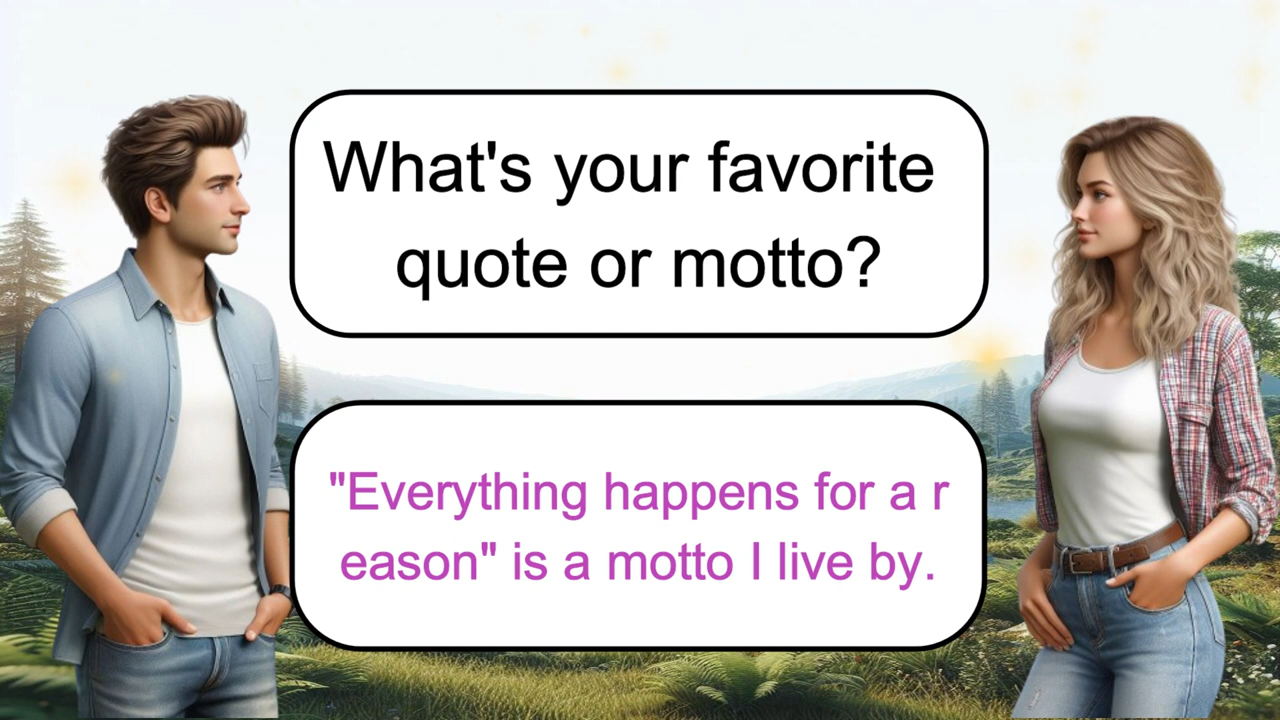 What's your favorite
quote or motto?
"Everything happens for a r
eason" is a motto I live by.